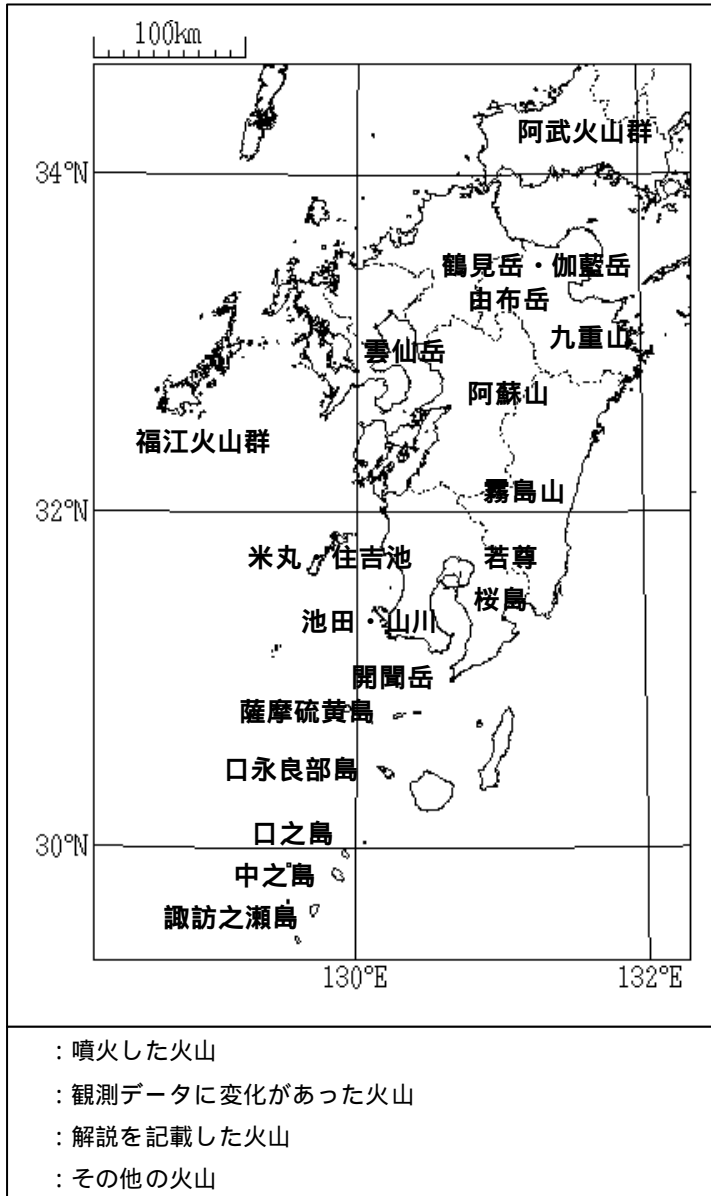 100km
阿武火山群
34°N
鶴見岳・伽藍岳
由布岳
九重山
雲仙岳
阿蘇山
福江火山群
霧島山
32°N
米丸 住吉池 若尊
桜島
池田・山川
開聞岳
薩摩硫黄島
口永良部島
口之島
30°N
中之島
諏訪之瀬島
130°E 132°E
：噴火した火山
：観測データに変化があった火山
：解説を記載した火山
：その他の火山